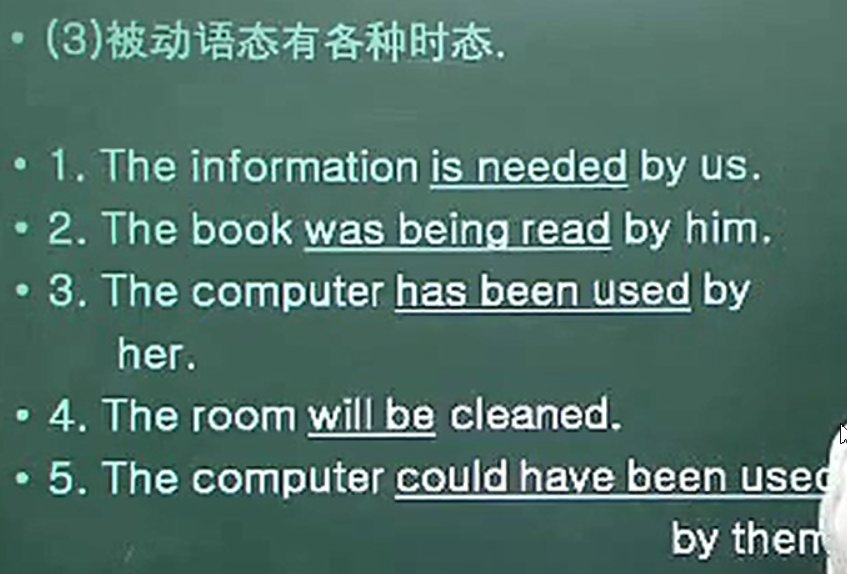 • (3)被动语态有各种时态.
• 1. The information is needed by us.
• 2. The book was being read by him.
• 3. The computer has been used by
her.
• 4. The room will be cleaned.
• 5. The computer could have been used
by them